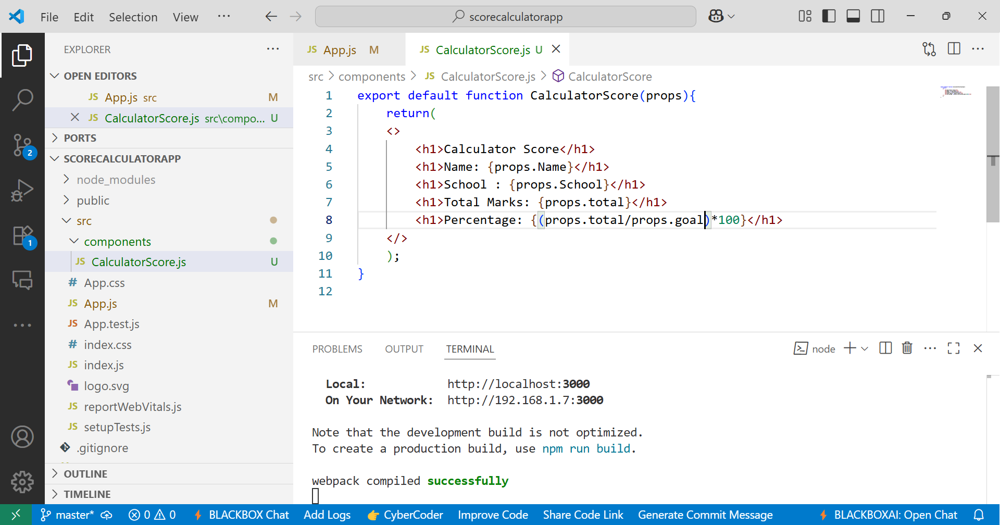 File Edit Selection View ··· scorecalculatorapp
EXPLORER ···
OPEN EDITORS
JS App.js src M
JS CalculatorScore.js src\compo... U
PORTS
SCORECALCULATORAPP
node_modules
public
src
components
JS CalculatorScore.js U
# App.css
JS App.js M
JS App.test.js
# index.css
JS index.js
logo.svg
JS reportWebVitals.js
JS setupTests.js
.gitignore
OUTLINE
TIMELINE
2
1
JS App.js M JS CalculatorScore.js U
src > components > JS CalculatorScore.js > CalculatorScore
1 export default function CalculatorScore(props){
2 return(
3 <>
4 <h1>Calculator Score</h1>
5 <h1>Name: {props.Name}</h1>
6 <h1>School : {props.School}</h1>
7 <h1>Total Marks: {props.total}</h1>
8 <h1>Percentage: {(props.total/props.goal)*100}</h1>
9 </>
10 );
11 }
12
PROBLEMS OUTPUT TERMINAL node
Local: http://localhost:3000
On Your Network: http://192.168.1.7:3000
Note that the development build is not optimized.
To create a production build, use npm run build.
webpack compiled successfully
master* 0 0 BLACKBOX Chat Add Logs CyberCoder Improve Code Share Code Link Generate Commit Message BLACKBOXAI: Open Chat